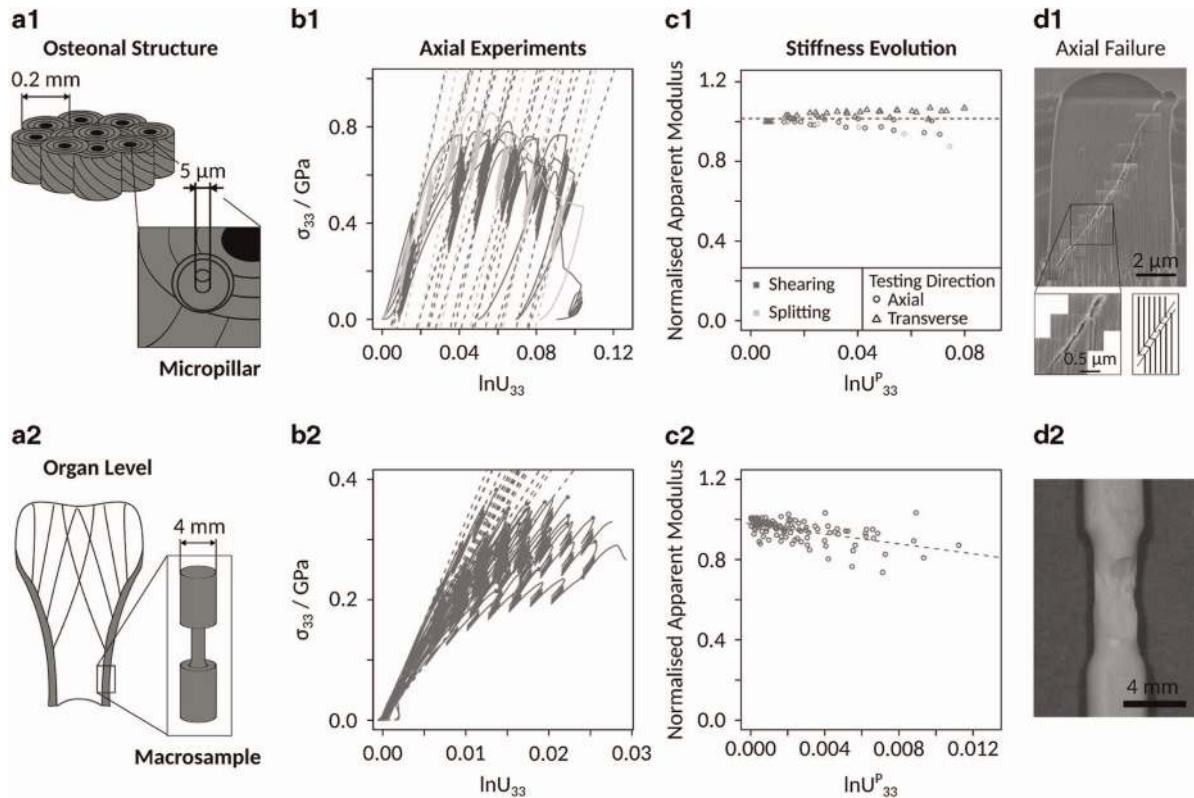 a1
Osteonal Structure
0.2 mm
5 µm
Micropillar
b1
Axial Experiments
σ33 / GPa
0.8
0.4
0.0
0.00 0.04 0.08 0.12
lnU33
c1
Stiffness Evolution
Normalised Apparent Modulus
1.2
0.8
0.4
0.0
Shearing
Splitting
Testing Direction
Axial
Transverse
0.00 0.04 0.08
lnU^P33
d1
Axial Failure
2 µm
0.5 µm
a2
Organ Level
4 mm
Macrosample
b2
σ33 / GPa
0.4
0.2
0.0
0.00 0.01 0.02 0.03
lnU33
c2
Normalised Apparent Modulus
1.2
0.8
0.4
0.0
0.000 0.004 0.008 0.012
lnU^P33
d2
4 mm